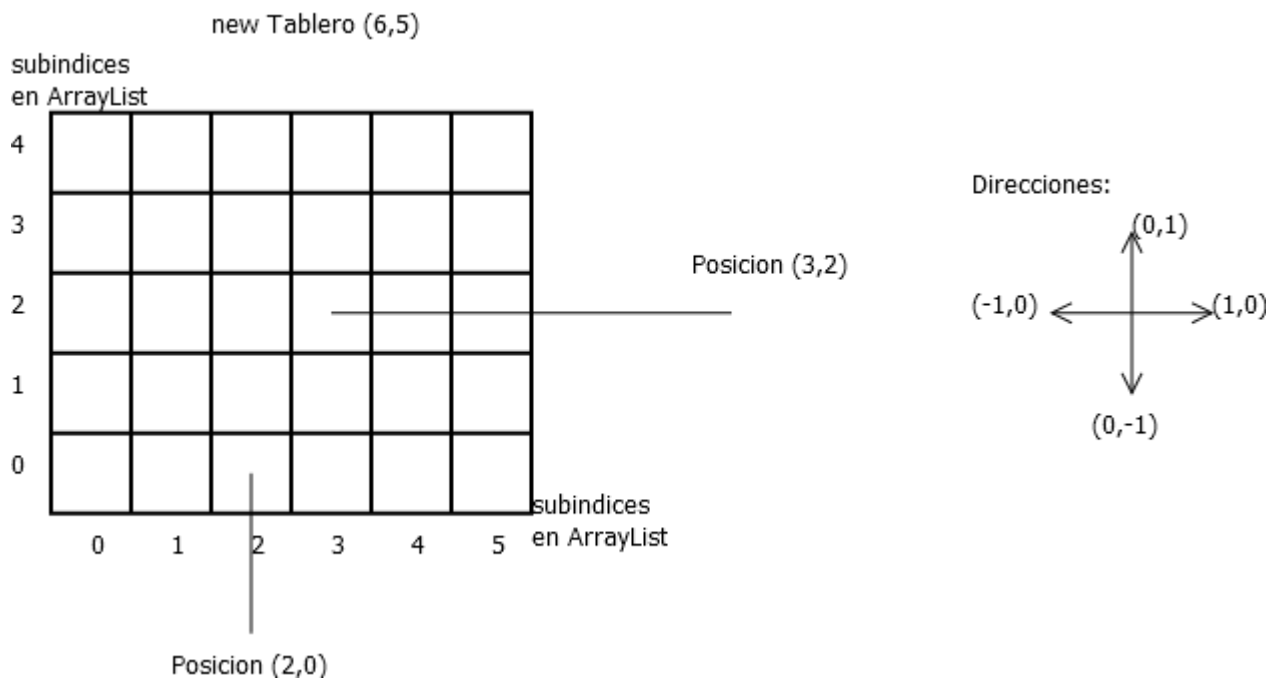 new Tablero (6,5)
subindices
en ArrayList
4
3
2
1
0
0 1 2 3 4 5
subindices
en ArrayList
Posicion (3,2)
Posicion (2,0)
Direcciones:
(0,1)
(-1,0) (1,0)
(0,-1)